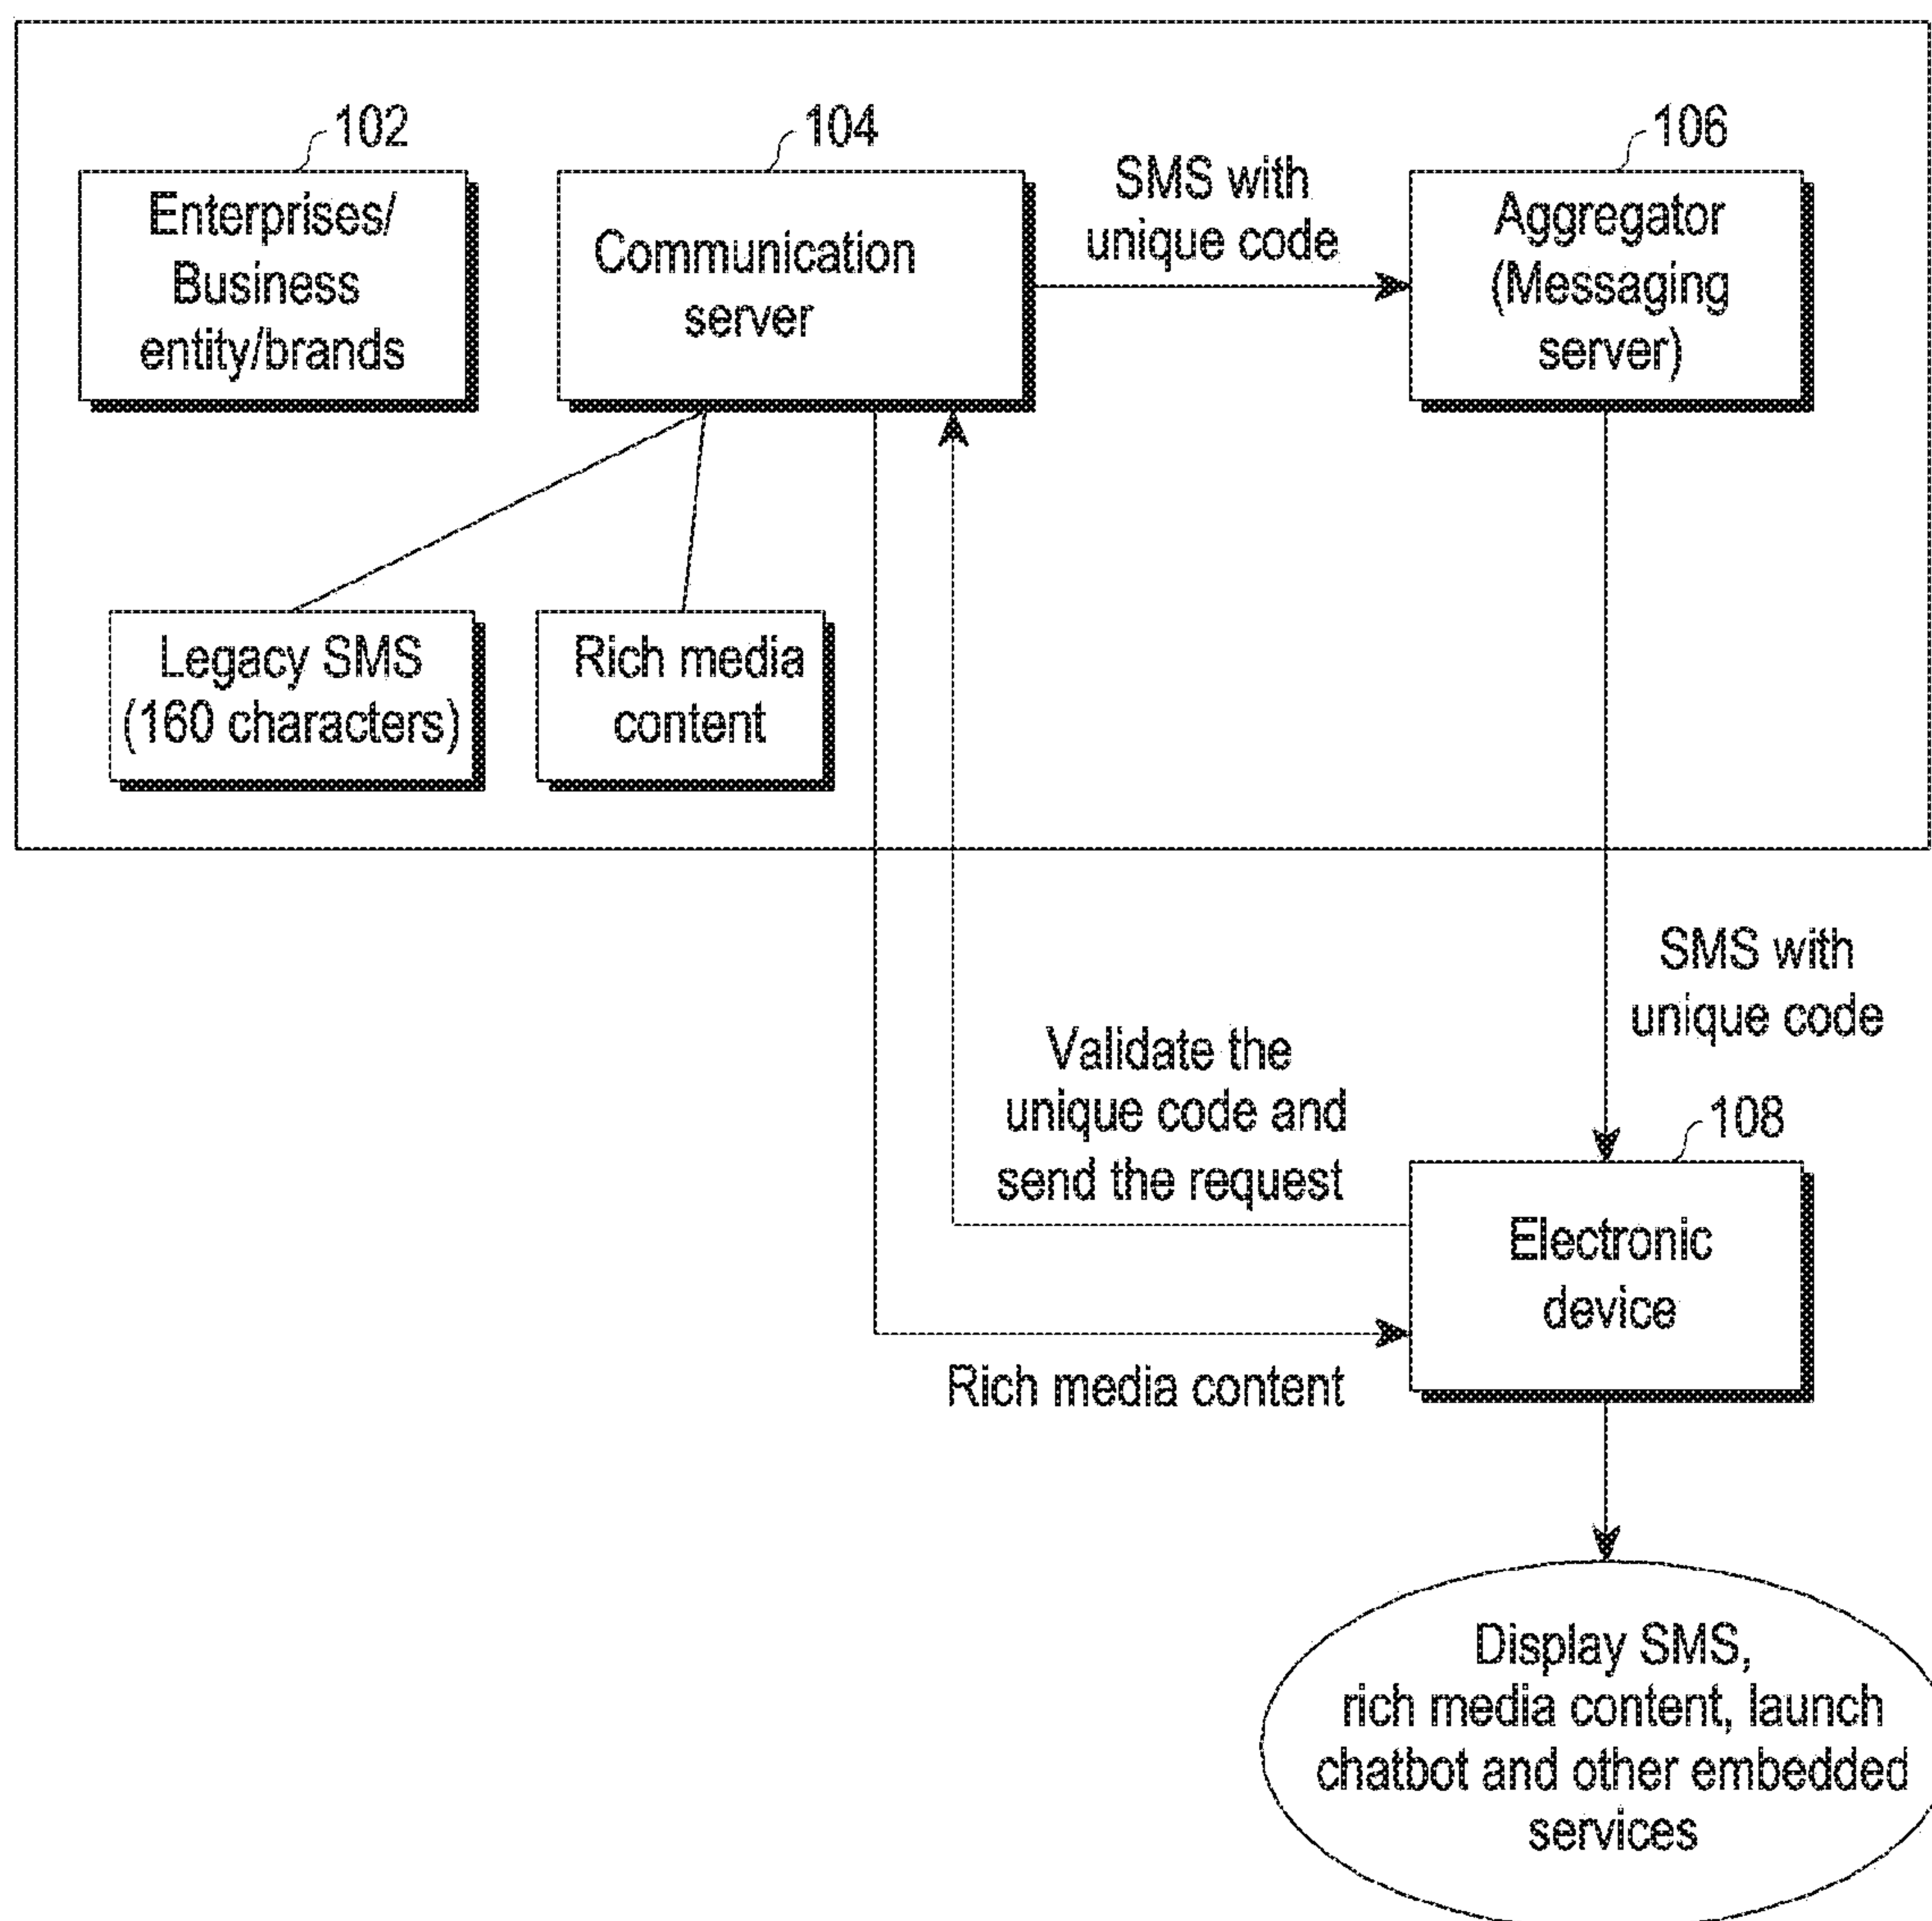 102
Enterprises/
Business
entity/brands
104
Communication
server
SMS with
unique code
106
Aggregator
(Messaging
server)
Legacy SMS
(160 characters)
Rich media
content
SMS with
unique code
Validate the
unique code and
send the request
108
Electronic
device
Rich media content
Display SMS,
rich media content, launch
chatbot and other embedded
services